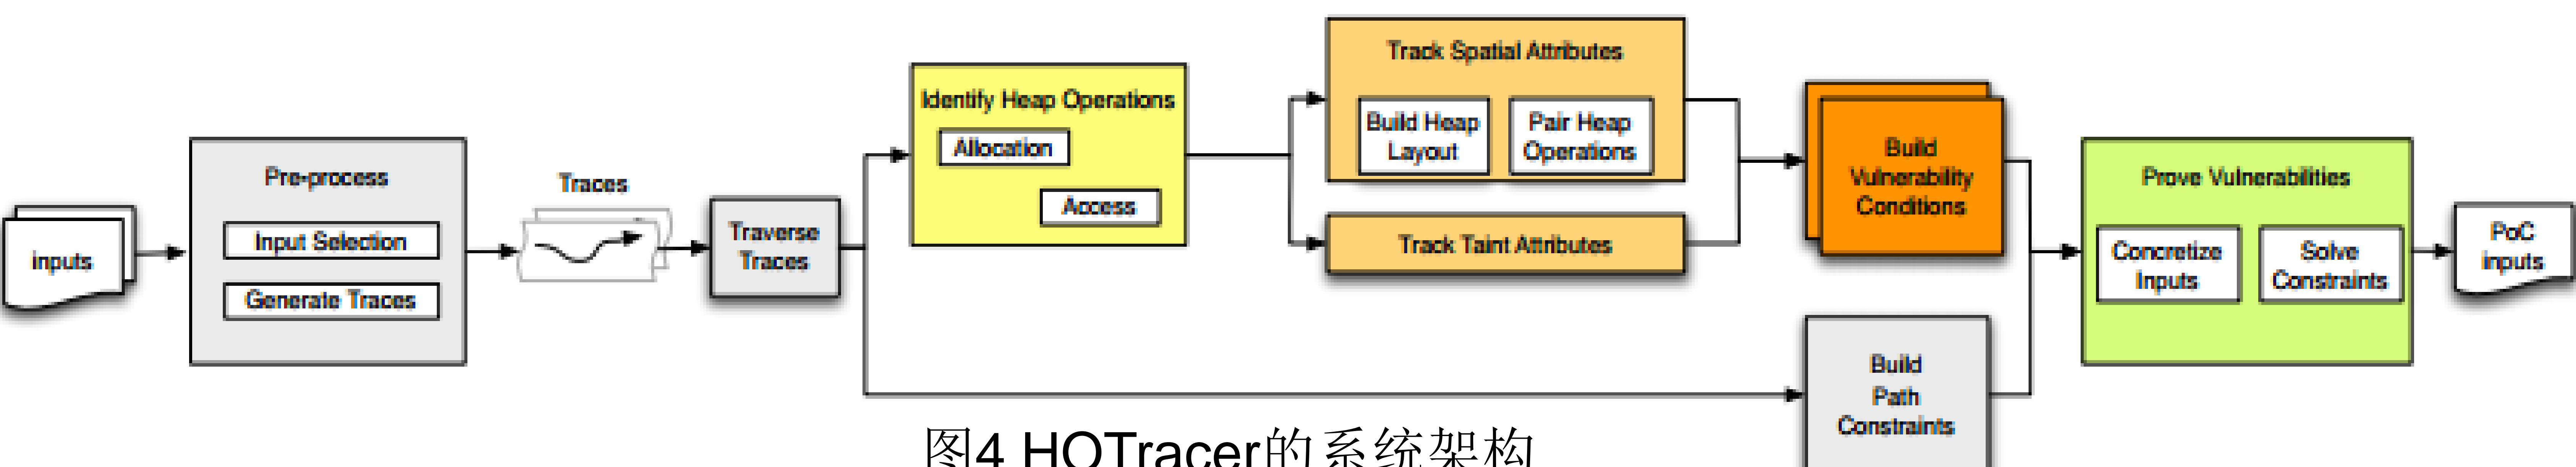 inputs
Pre-process
Input Selection
Generate Traces
Traces
Traverse
Traces
Identify Heap Operations
Allocation
Access
Track Spatial Attributes
Build Heap
Layout
Pair Heap
Operations
Track Taint Attributes
Build
Vulnerability
Conditions
Build
Path
Constraints
Prove Vulnerabilities
Concretize
Inputs
Solve
Constraints
PoC
inputs
图4 HOTracer的系统架构